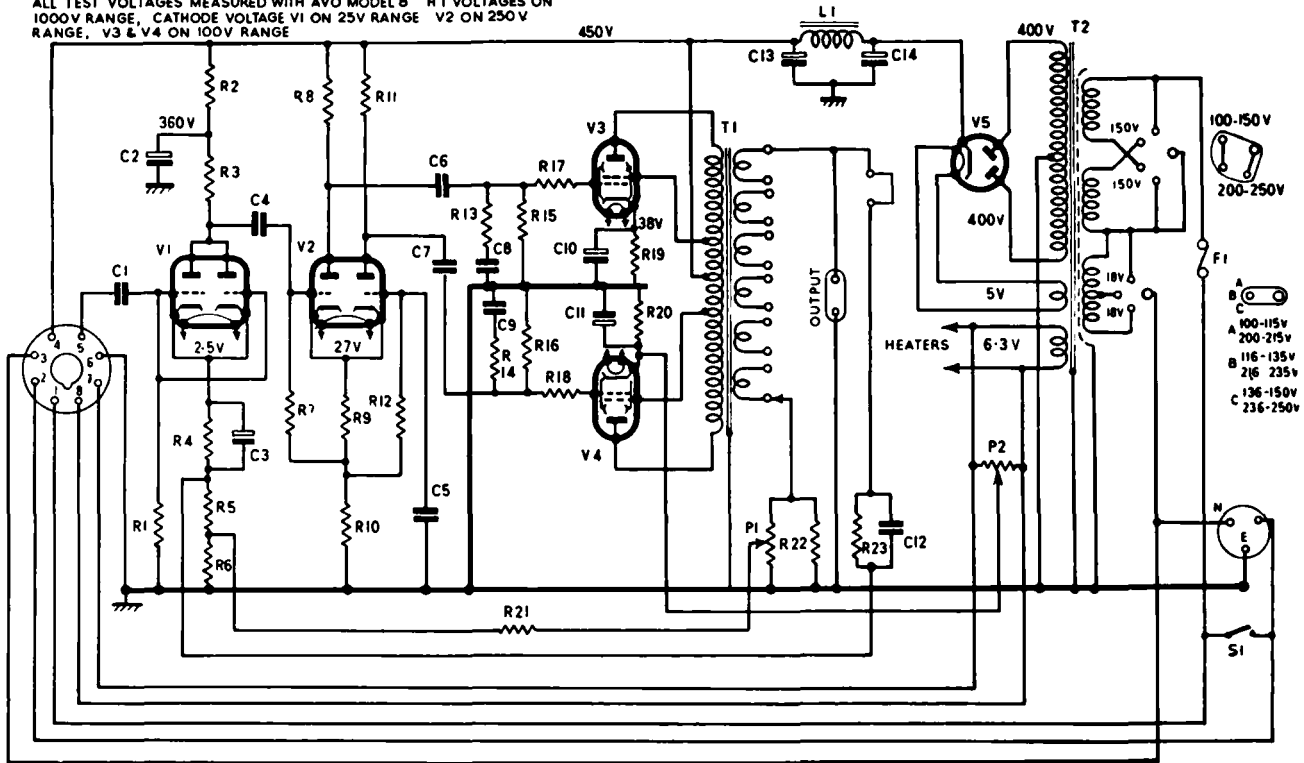 ALL TEST VOLTAGES MEASURED WITH AVO MODEL 8 HT VOLTAGES ON
1000V RANGE, CATHODE VOLTAGE V1 ON 25V RANGE V2 ON 250V
RANGE, V3 & V4 ON 100V RANGE
450V
L1
C13
C14
400V
T2
R2
R8
R11
360V
C2
R3
C4
V1
V2
C6
C7
R17
V3
T1
R13
C8
R15
38V
C10
R19
V5
400V
150V
150V
100-150V
200-250V
F1
C1
2·5V
27V
C9
R
14
R16
C11
R20
R18
V4
OUTPUT
5V
HEATERS
6·3V
18V
18V
A
B
C
A 100-115V
200-215V
B 116-135V
216 235V
C 136-150V
236-250V
4
5
3
6
2
7
1
8
R4
C3
R7
R9
R12
C5
R1
R5
R6
R10
P1
R22
R23
C12
P2
N
E
R21
S1